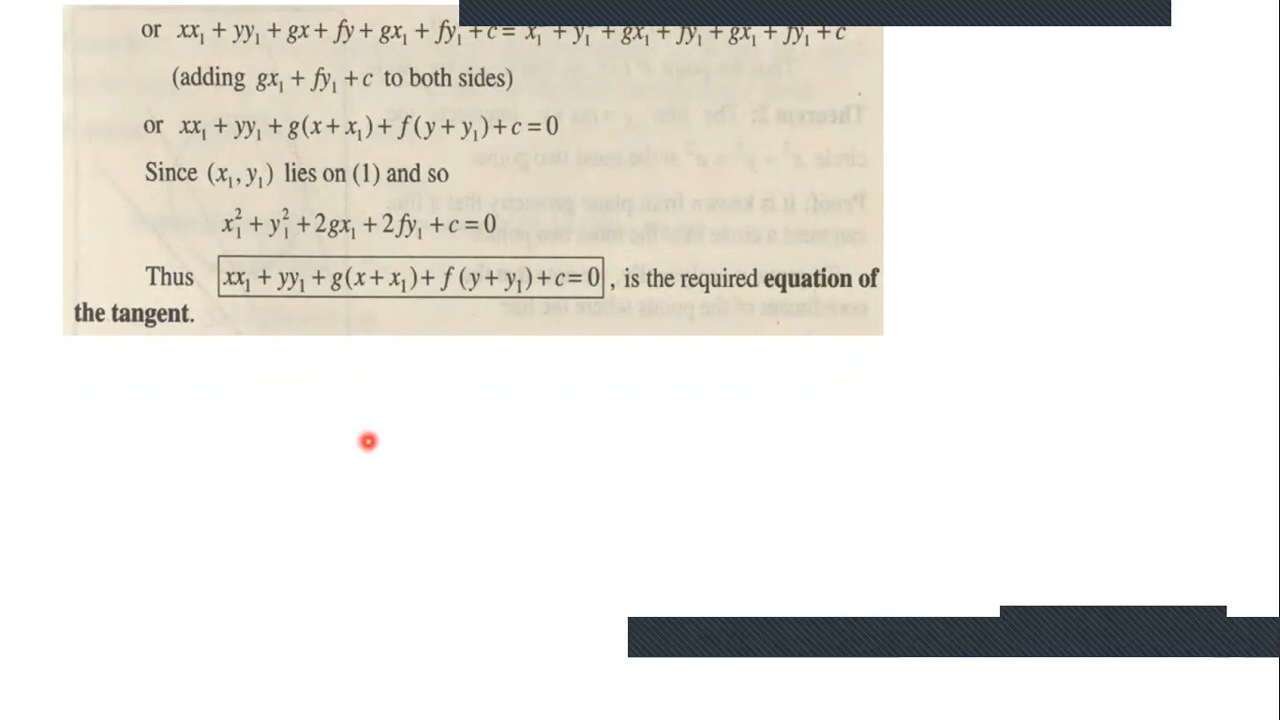 or xx₁ + yy₁ + gx + fy + gx₁ + fy₁ + c = x₁² + y₁² + gx₁ + fy₁ + gx₁ + fy₁ + c
(adding gx₁ + fy₁ + c to both sides)
or xx₁ + yy₁ + g(x + x₁) + f(y + y₁) + c = 0
Since (x₁, y₁) lies on (1) and so
x₁² + y₁² + 2gx₁ + 2fy₁ + c = 0
Thus xx₁ + yy₁ + g(x + x₁) + f(y + y₁) + c = 0, is the required equation of
the tangent.